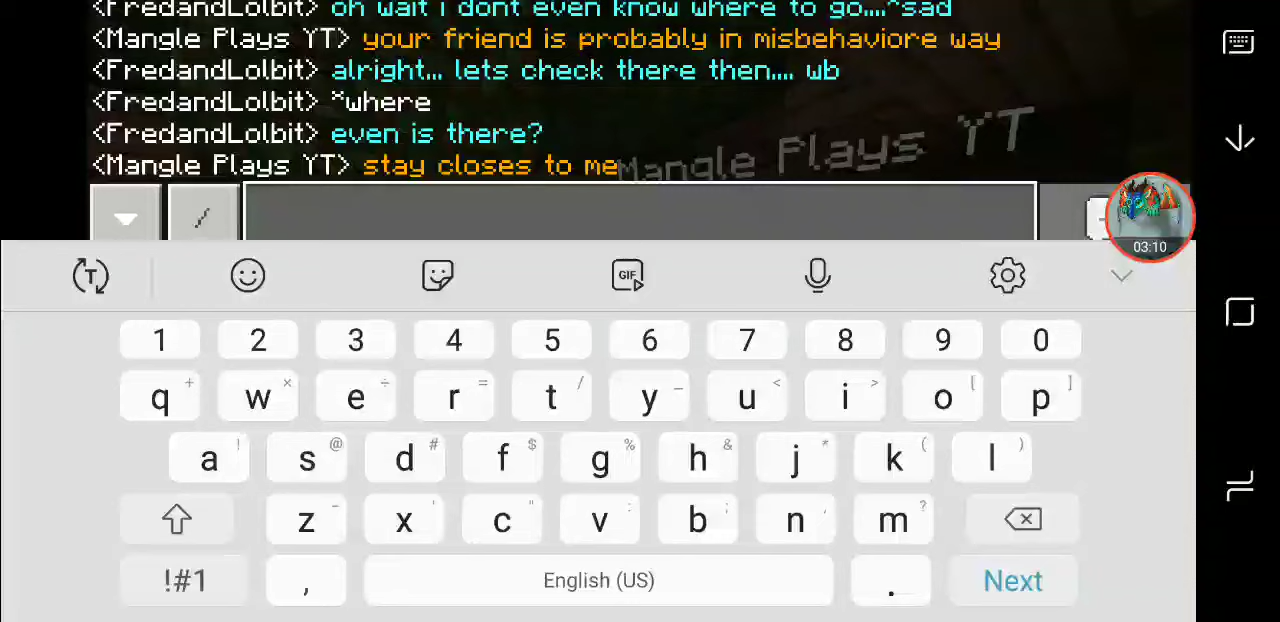 <FredandLolbit> oh wait i dont even know where to go....^sad
<Mangle Plays YT> your friend is probably in misbehaviore way
<FredandLolbit> alright... lets check there then.... wb
<FredandLolbit> *where
<FredandLolbit> even is there?
<Mangle Plays YT> stay closes to me
Mangle Plays YT
/
03:10
T
GIF
1 2 3 4 5 6 7 8 9 0
q + w × e ÷ r = t / y _ u < i > o [ p ]
a ! s @ d # f $ g % h & j * k ( l )
z - x ' c " v : b ; n , m ?
!#1 , English (US) . Next